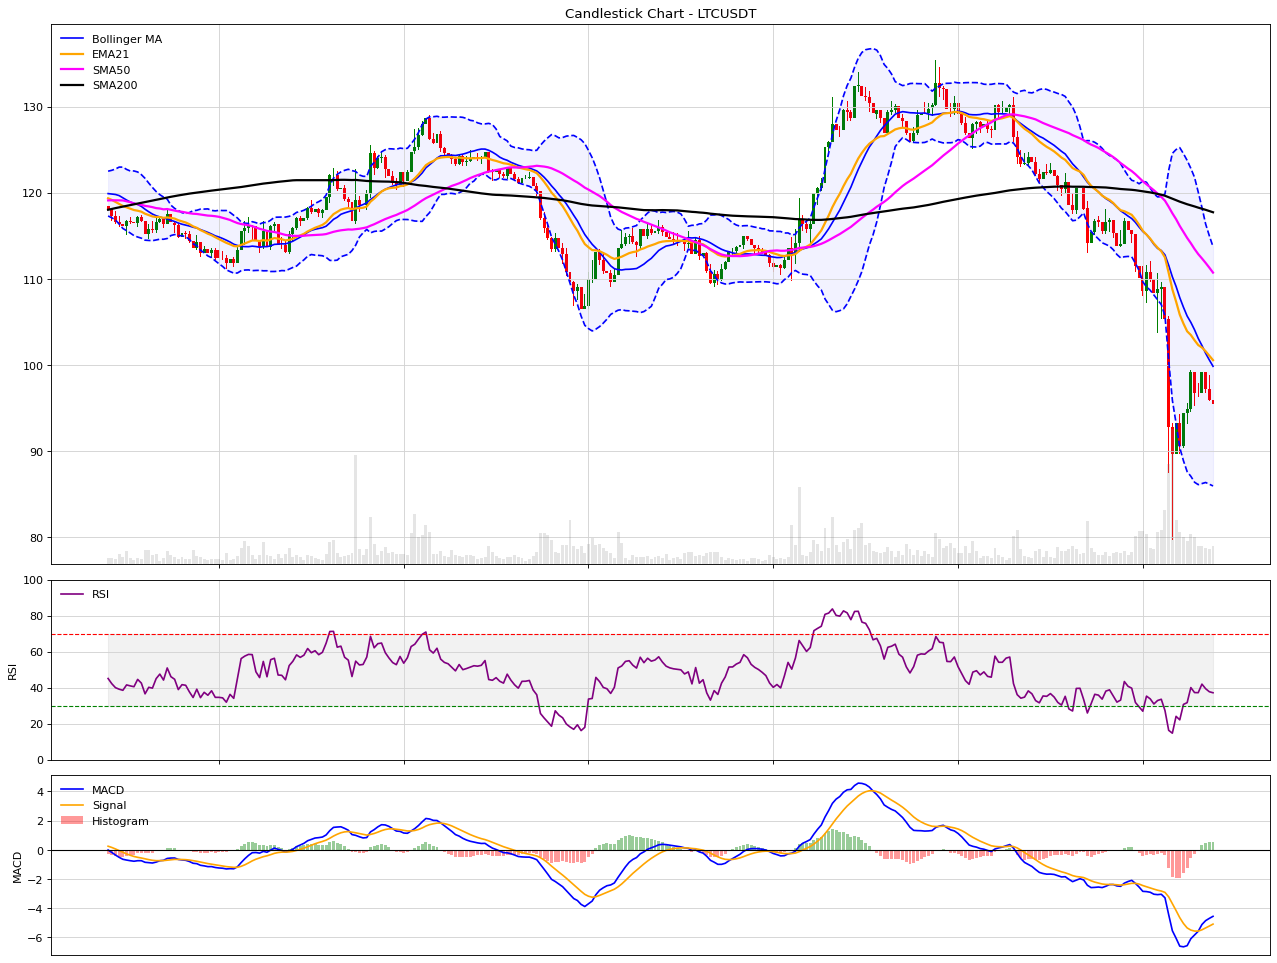 Candlestick Chart - LTCUSDT
Bollinger MA
EMA21
SMA50
SMA200
130
120
110
100
90
80
RSI
100
80
60
40
20
0
RSI
MACD
Signal
Histogram
4
2
0
−2
−4
−6
MACD